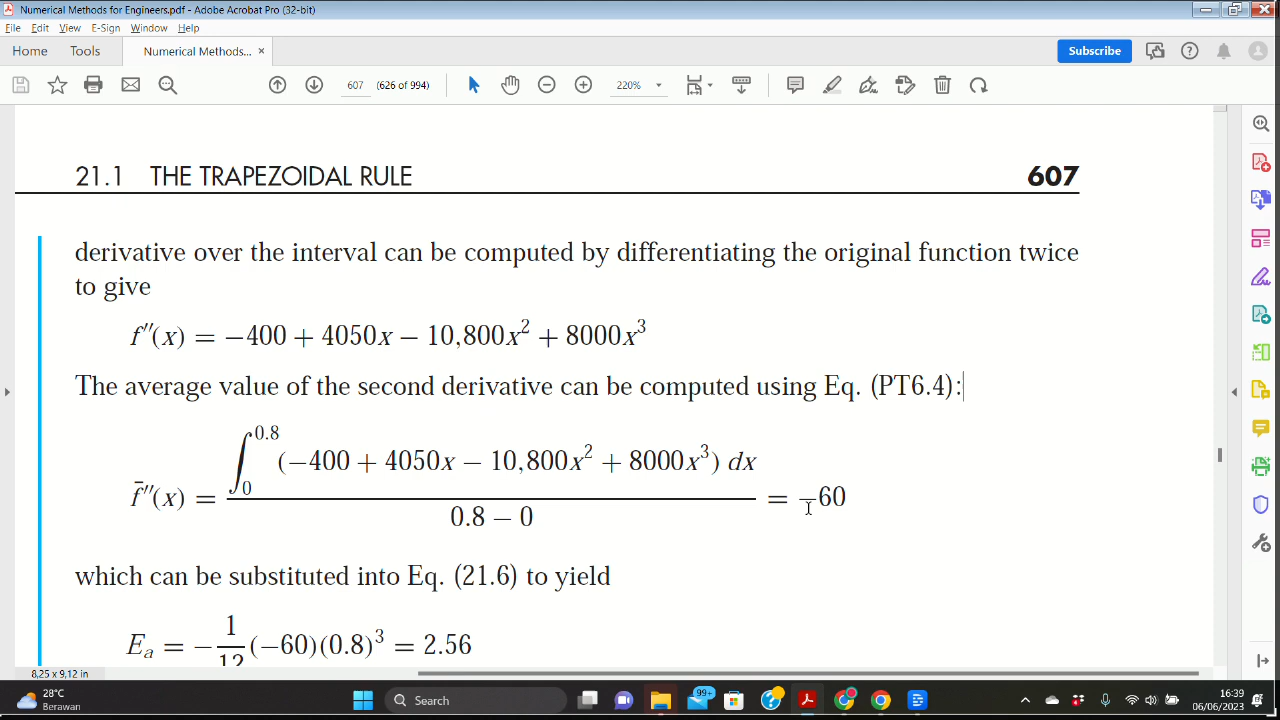 Numerical Methods for Engineers.pdf - Adobe Acrobat Pro (32-bit)
File Edit View E-Sign Window Help
Home Tools Numerical Methods... × Subscribe
607 (626 of 994) 220%
21.1 THE TRAPEZOIDAL RULE 607
derivative over the interval can be computed by differentiating the original function twice
to give
f″(x) = −400 + 4050x − 10,800x² + 8000x³
The average value of the second derivative can be computed using Eq. (PT6.4):
f̄″(x) = ∫₀^0.8 (−400 + 4050x − 10,800x² + 8000x³) dx / (0.8 − 0) = −60
which can be substituted into Eq. (21.6) to yield
Eₐ = −1/12 (−60)(0.8)³ = 2.56
8,25 x 9,12 in
28°C
Berawan
Search
99+
16:39
06/06/2023